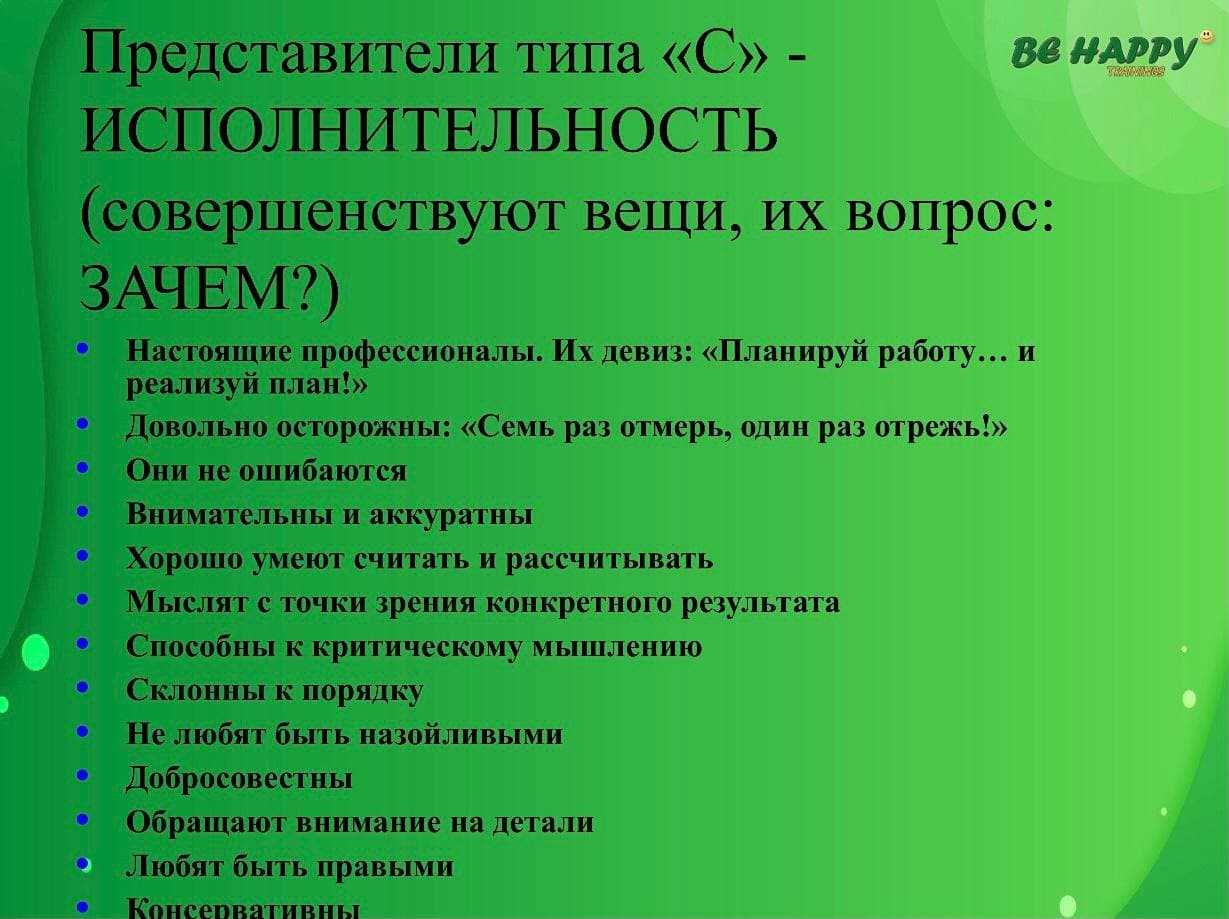 Представители типа «С» -
ИСПОЛНИТЕЛЬНОСТЬ
(совершенствуют вещи, их вопрос:
ЗАЧЕМ?)
BE HAPPY
TRAININGS
• Настоящие профессионалы. Их девиз: «Планируй работу… и
реализуй план!»
• Довольно осторожны: «Семь раз отмерь, один раз отрежь!»
• Они не ошибаются
• Внимательны и аккуратны
• Хорошо умеют считать и рассчитывать
• Мыслят с точки зрения конкретного результата
• Способны к критическому мышлению
• Склонны к порядку
• Не любят быть назойливыми
• Добросовестны
• Обращают внимание на детали
• Любят быть правыми
• Консервативны